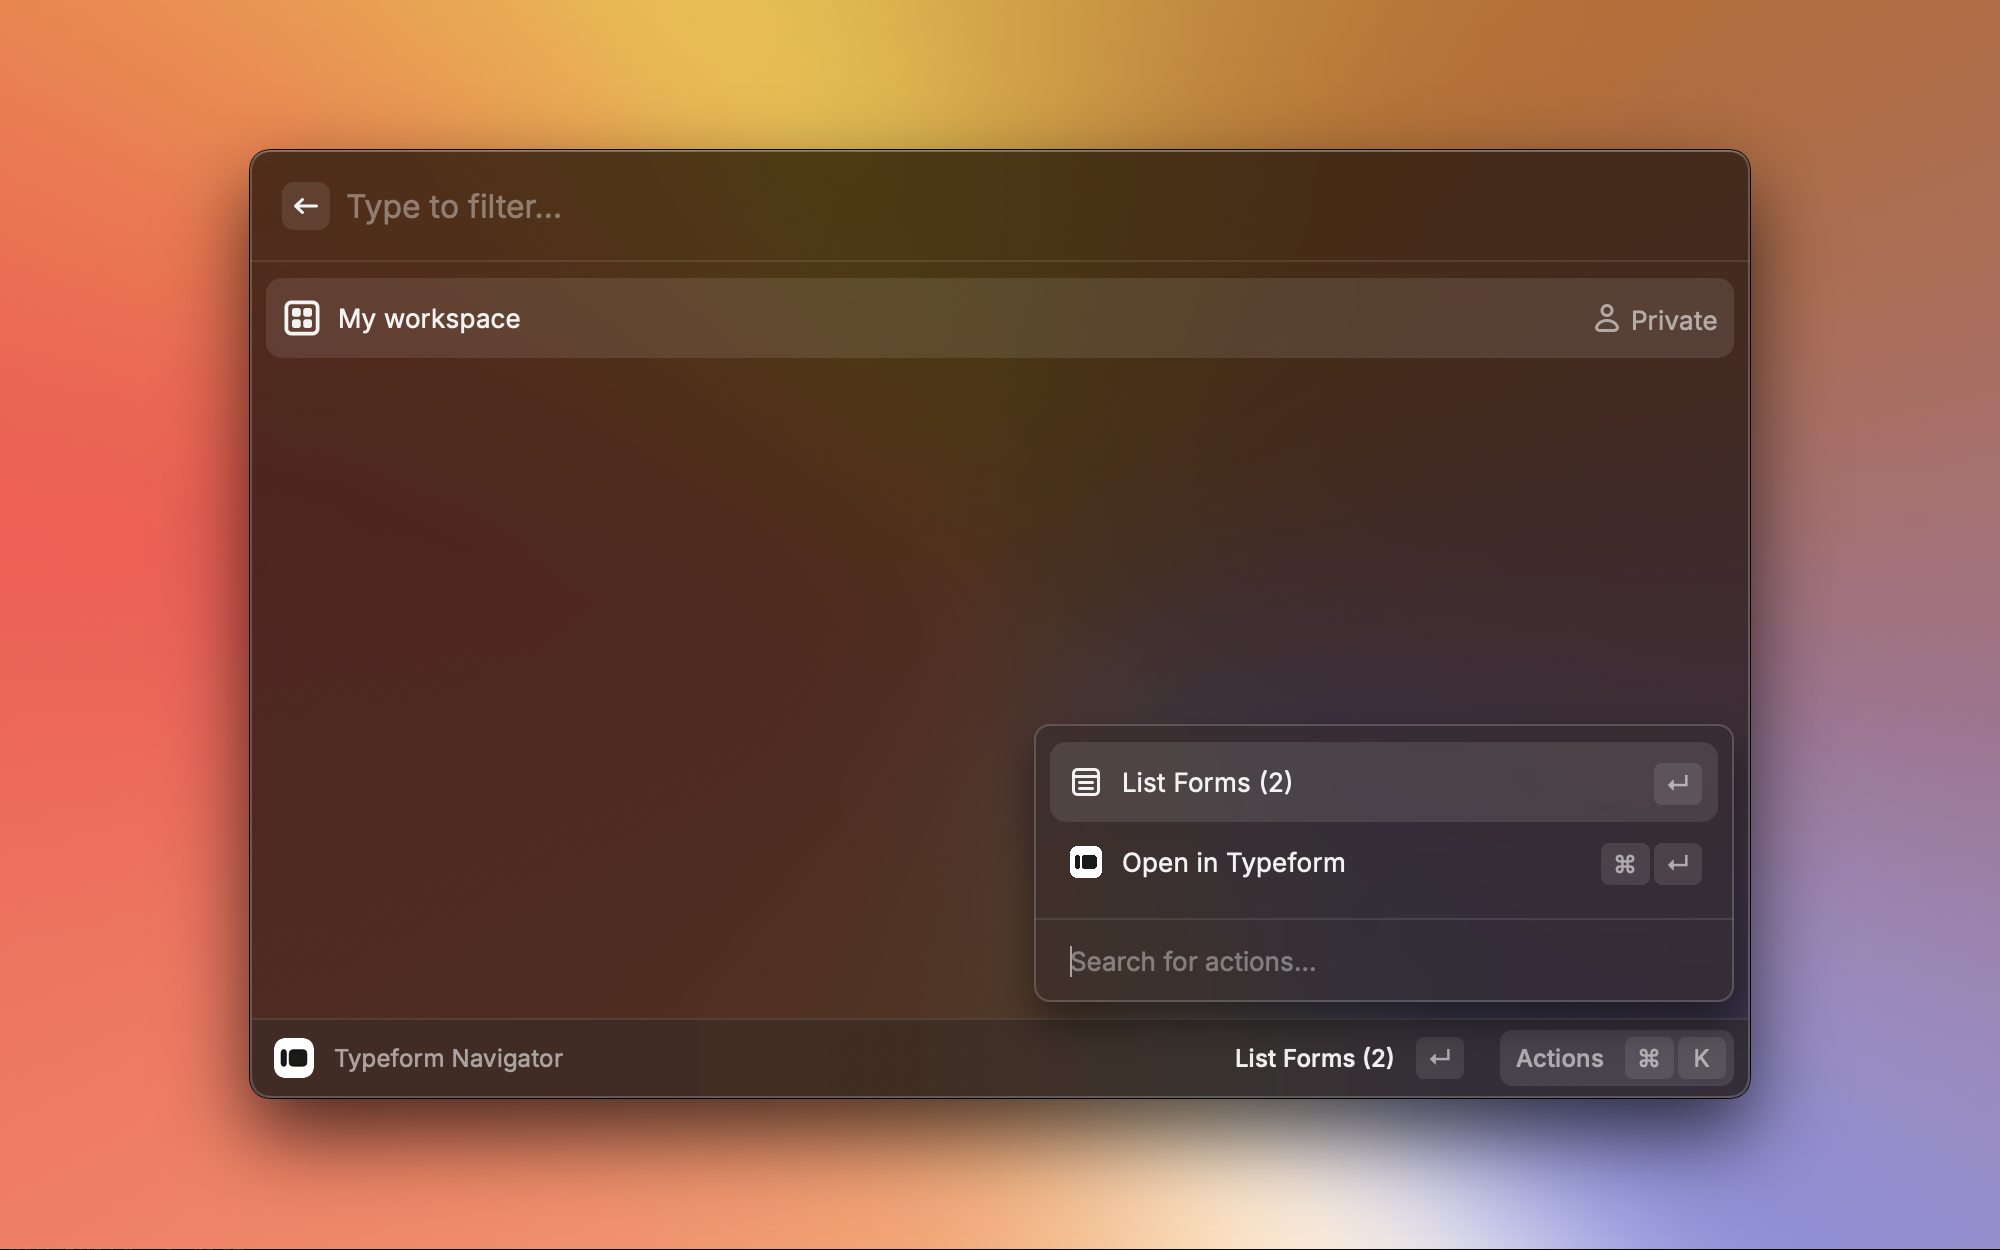 Type to filter...
My workspace
Private
List Forms (2)
Open in Typeform
⌘
Search for actions...
Typeform Navigator
List Forms (2)
Actions ⌘ K